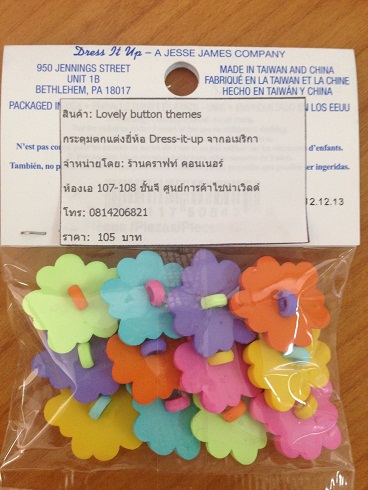 Dress It Up – A JESSE JAMES COMPANY
950 JENNINGS STREET
UNIT 1B
BETHLEHEM, PA 18017
MADE IN TAIWAN AND CHINA
FABRIQUÉ EN LA TAIWAN ET LA CHINE
HECHO EN TAIWÁN Y CHINA
PACKAGED IN
LOS EEUU
สินค้า: Lovely button themes
กระดุมตกแต่งยี่ห้อ Dress-it-up จากอเมริกา
N'est pas
d'enfants.
จำหน่ายโดย: ร้านคราฟท์ คอนเนอร์
También, no
ingeridas.
ห้องเอ 107-108 ชั้นจี ศูนย์การค้าไชน่าเวิลด์
12.12.13
โทร: 0814206821
ราคา: 105 บาท